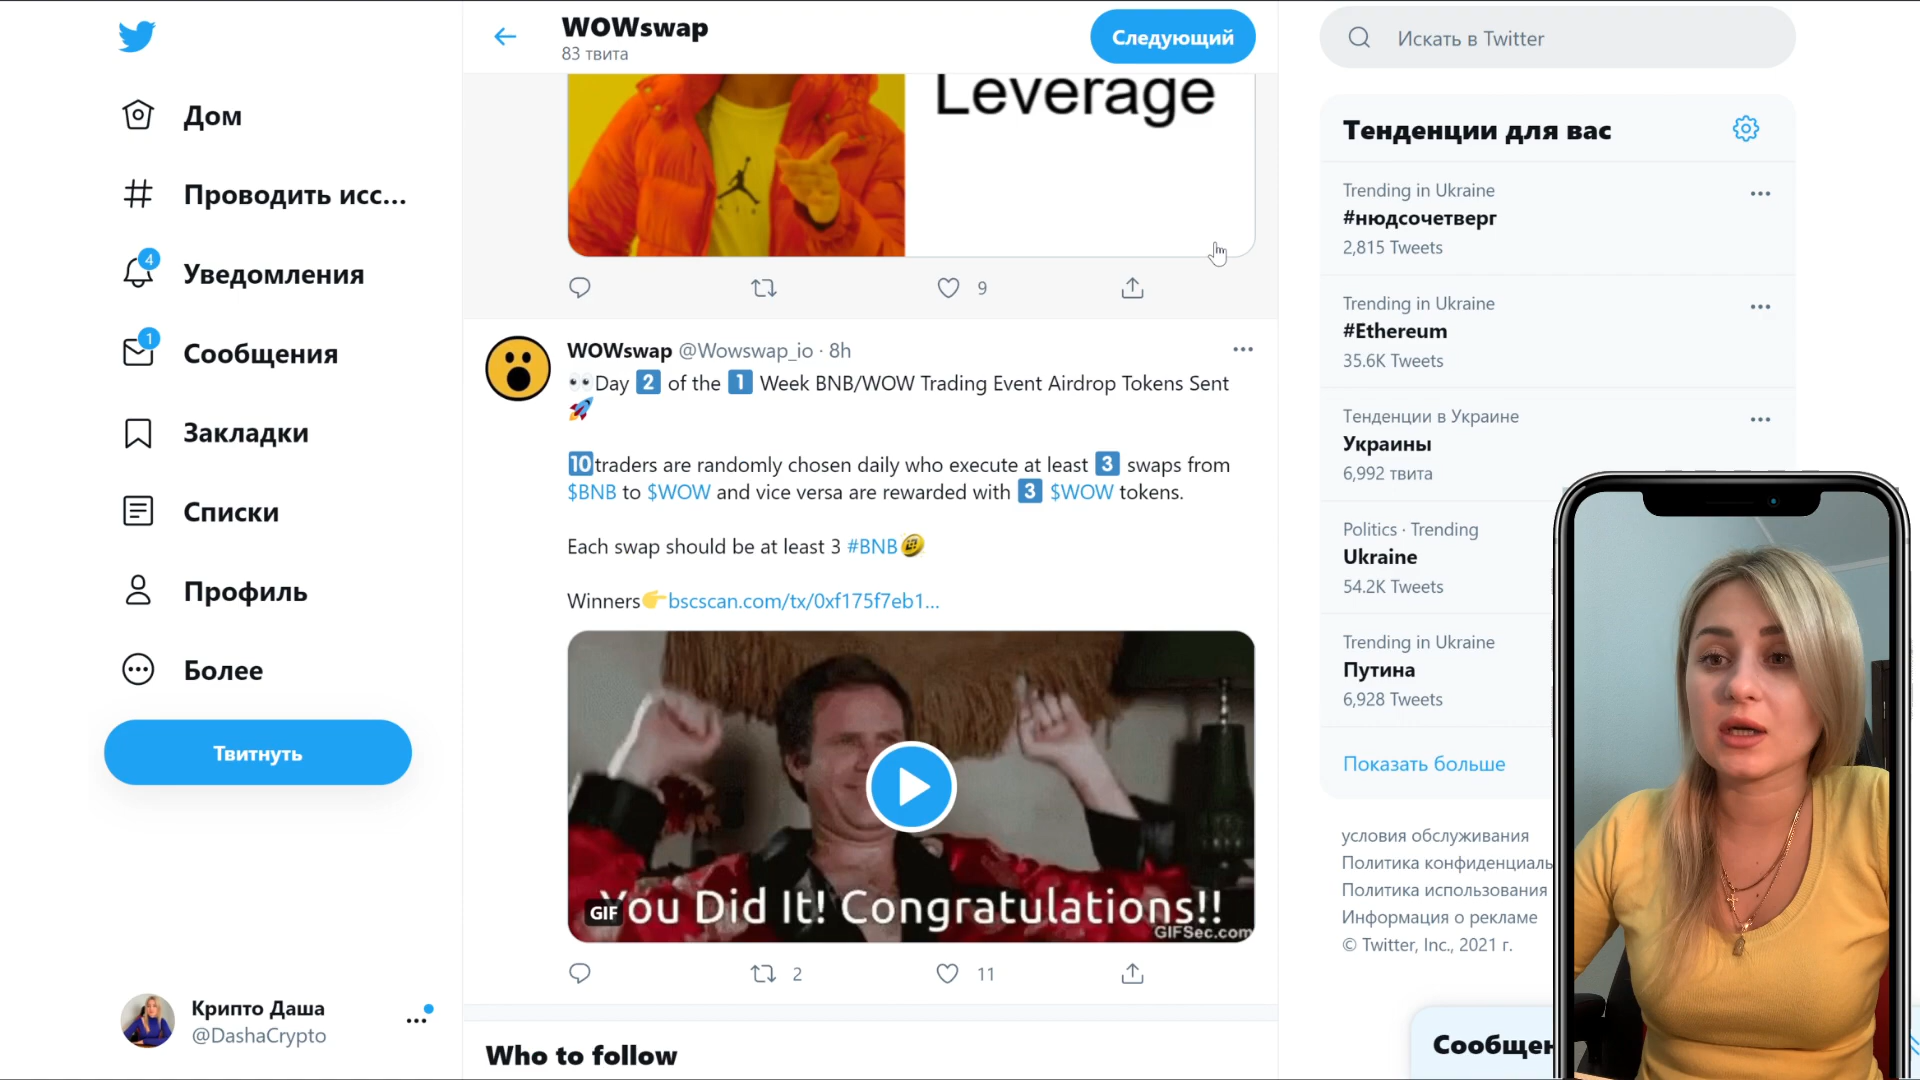 Дом
Проводить исс...
4
Уведомления
1
Сообщения
Закладки
Списки
Профиль
Более
Твитнуть
Крипто Даша
@DashaCrypto
WOWswap
83 твита
Следующий
Leverage
9
WOWswap @Wowswap_io · 8h
Day 2 of the 1 Week BNB/WOW Trading Event Airdrop Tokens Sent
10 traders are randomly chosen daily who execute at least 3 swaps from
$BNB to $WOW and vice versa are rewarded with 3 $WOW tokens.
Each swap should be at least 3 #BNB
Winners bscscan.com/tx/0xf175f7eb1...
You Did It! Congratulations!!
GIF
GIFSec.com
2
11
Who to follow
Искать в Twitter
Тенденции для вас
Trending in Ukraine
#нюдсочетверг
2,815 Tweets
Trending in Ukraine
#Ethereum
35.6K Tweets
Тенденции в Украине
Украины
6,992 твита
Politics · Trending
Ukraine
54.2K Tweets
Trending in Ukraine
Путина
6,928 Tweets
Показать больше
условия обслуживания
Политика конфиденциаль
Политика использования
Информация о рекламе
© Twitter, Inc., 2021 г.
Сообщен